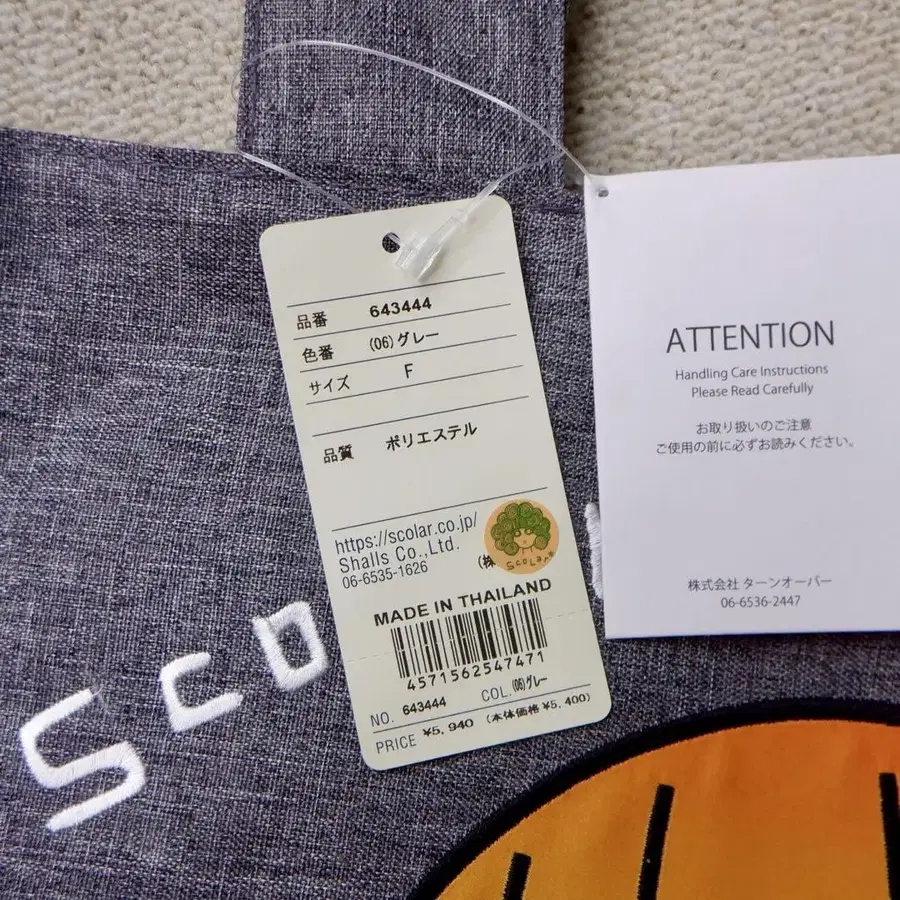 品番 643444
色番 (06)グレー
サイズ F
品質 ポリエステル
https://scolar.co.jp/
Shalls Co.,Ltd.
06-6535-1626
(株
ScoLar
MADE IN THAILAND
4571562547471
NO. 643444 COL.(06)グレー
PRICE ¥5,940 (本体価格 ¥5,400)
ATTENTION
Handling Care Instructions
Please Read Carefully
お取り扱いのご注意
ご使用の前に必ずお読みください。
株式会社 ターンオーバー
06-6536-2447
Sco